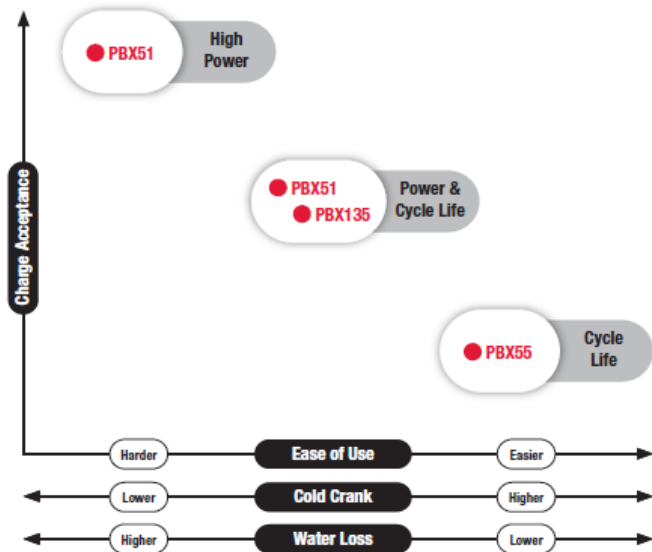 PBX51
High
Power
PBX51
PBX135
Power &
Cycle Life
Charge Acceptance
PBX55
Cycle
Life
Harder
Ease of Use
Easier
Lower
Cold Crank
Higher
Higher
Water Loss
Lower